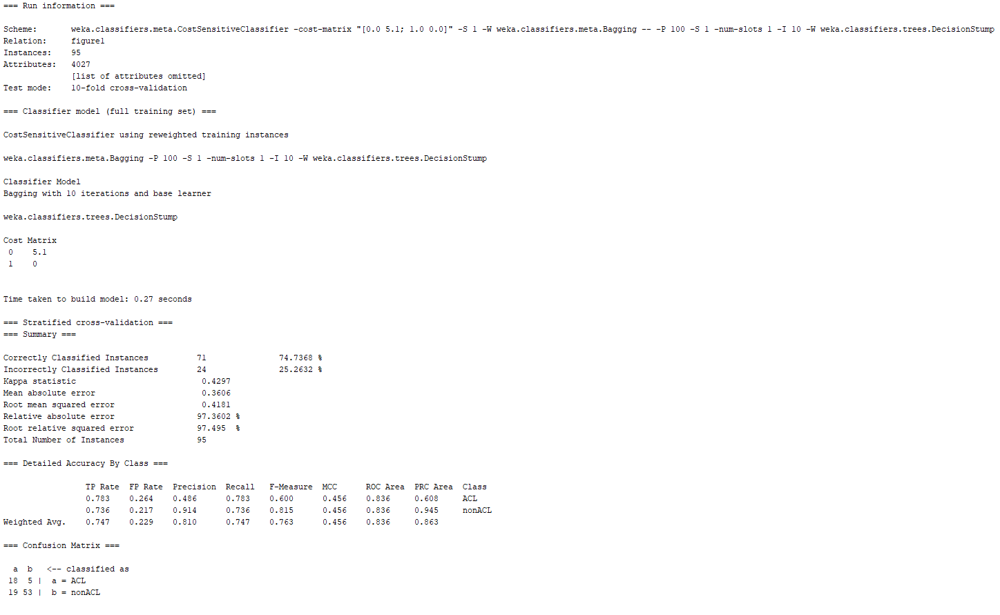 === Run information ===
Scheme: weka.classifiers.meta.CostSensitiveClassifier -cost-matrix "[0.0 5.1; 1.0 0.0]" -S 1 -W weka.classifiers.meta.Bagging -- -P 100 -S 1 -num-slots 1 -I 10 -W weka.classifiers.trees.DecisionStump
Relation: figure1
Instances: 95
Attributes: 4027
[list of attributes omitted]
Test mode: 10-fold cross-validation
=== Classifier model (full training set) ===
CostSensitiveClassifier using reweighted training instances
weka.classifiers.meta.Bagging -P 100 -S 1 -num-slots 1 -I 10 -W weka.classifiers.trees.DecisionStump
Classifier Model
Bagging with 10 iterations and base learner
weka.classifiers.trees.DecisionStump
Cost Matrix
0 5.1
1 0
Time taken to build model: 0.27 seconds
=== Stratified cross-validation ===
=== Summary ===
Correctly Classified Instances 71 74.7368 %
Incorrectly Classified Instances 24 25.2632 %
Kappa statistic 0.4297
Mean absolute error 0.3606
Root mean squared error 0.4181
Relative absolute error 97.3602 %
Root relative squared error 97.495 %
Total Number of Instances 95
=== Detailed Accuracy By Class ===
TP Rate FP Rate Precision Recall F-Measure MCC ROC Area PRC Area Class
0.783 0.264 0.486 0.783 0.600 0.456 0.836 0.608 ACL
0.736 0.217 0.914 0.736 0.815 0.456 0.836 0.945 nonACL
Weighted Avg. 0.747 0.229 0.810 0.747 0.763 0.456 0.836 0.863
=== Confusion Matrix ===
a b <-- classified as
18 5 | a = ACL
19 53 | b = nonACL